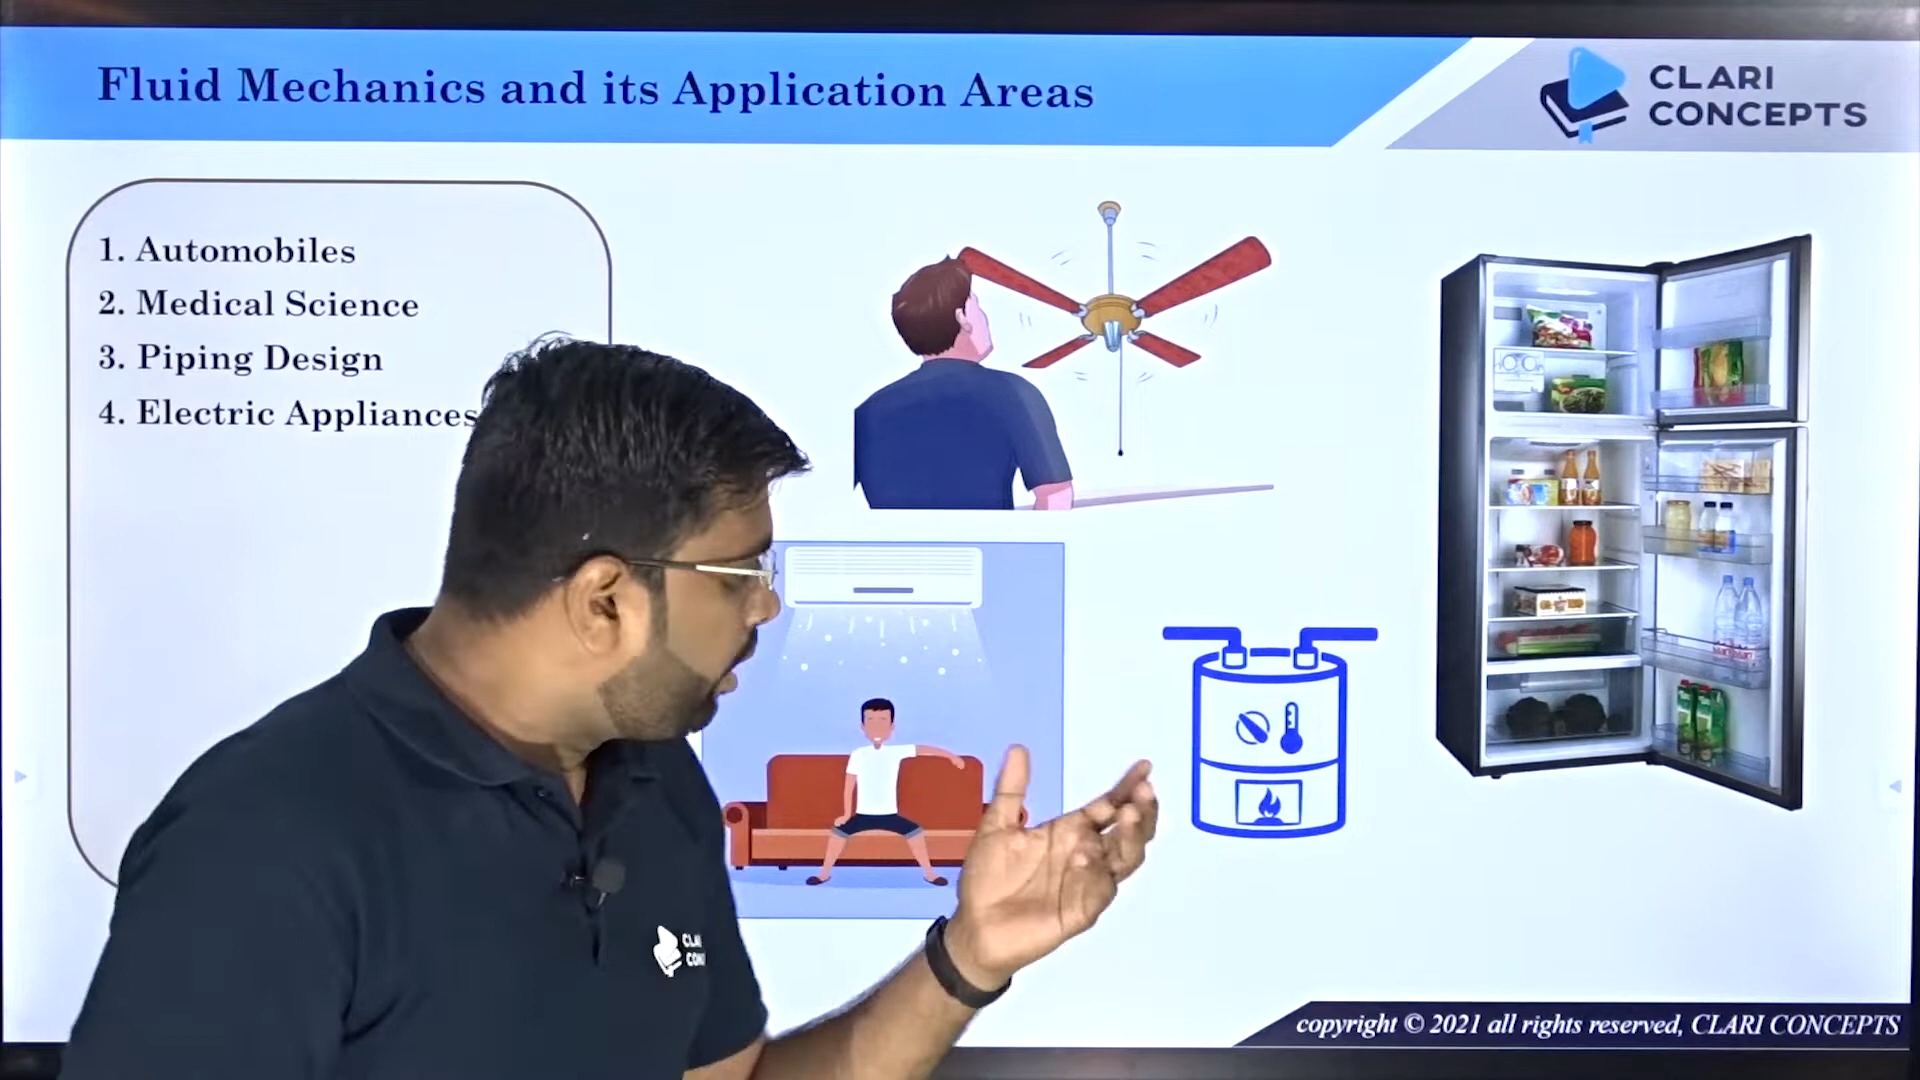 Fluid Mechanics and its Application Areas
CLARI
CONCEPTS
1. Automobiles
2. Medical Science
3. Piping Design
4. Electric Appliances
copyright © 2021 all rights reserved, CLARI CONCEPTS